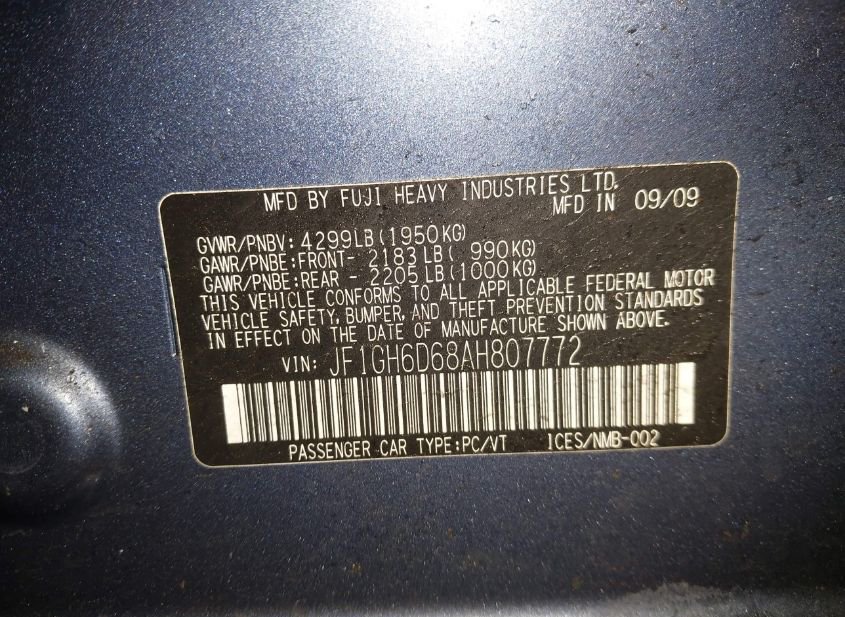 MFD BY FUJI HEAVY INDUSTRIES LTD.
MFD IN 09/09
GVWR/PNBV: 4299LB(1950KG)
GAWR/PNBE:FRONT- 2183LB( 990KG)
GAWR/PNBE:REAR - 2205LB(1000KG)
THIS VEHICLE CONFORMS TO ALL APPLICABLE FEDERAL MOTOR
VEHICLE SAFETY, BUMPER, AND THEFT PREVENTION STANDARDS
IN EFFECT ON THE DATE OF MANUFACTURE SHOWN ABOVE.
VIN: JF1GH6D68AH807772
PASSENGER CAR TYPE:PC/VT 1CES/NMB-002